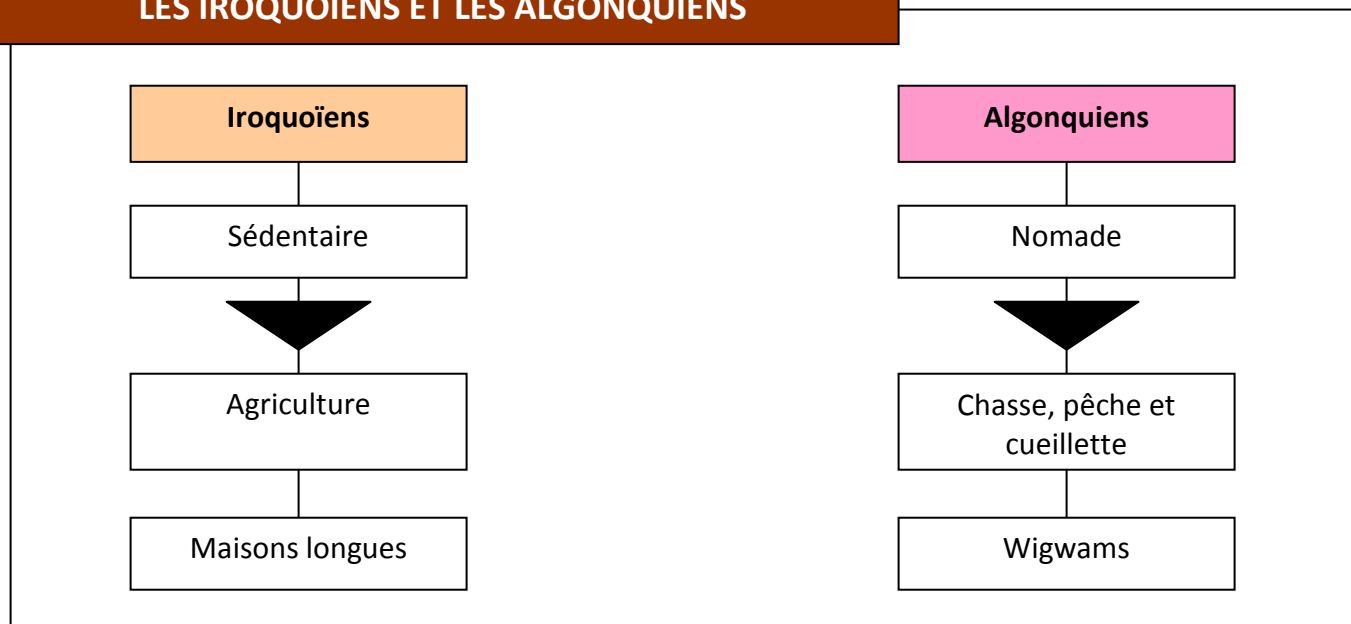 LES IROQUOÏENS ET LES ALGONQUIENS
Iroquoïens
Algonquiens
Sédentaire
Nomade
Agriculture
Chasse, pêche et
cueillette
Maisons longues
Wigwams